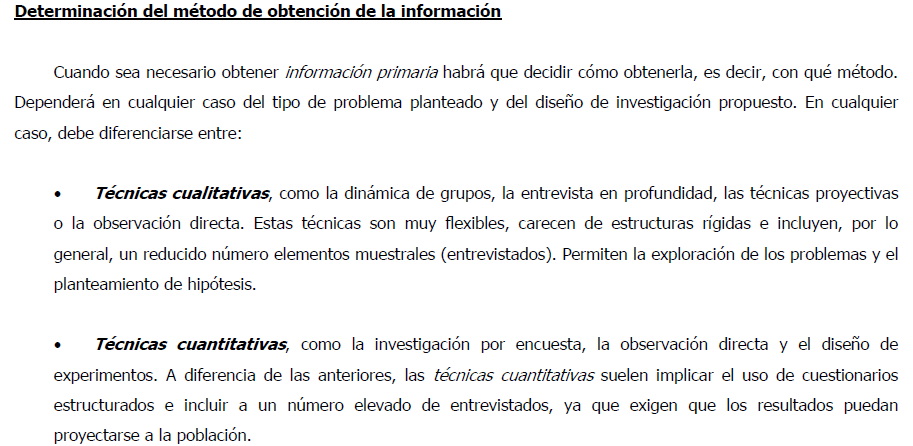 Determinación del método de obtención de la información
Cuando sea necesario obtener información primaria habrá que decidir cómo obtenerla, es decir, con qué método.
Dependerá en cualquier caso del tipo de problema planteado y del diseño de investigación propuesto. En cualquier
caso, debe diferenciarse entre:
• Técnicas cualitativas, como la dinámica de grupos, la entrevista en profundidad, las técnicas proyectivas
o la observación directa. Estas técnicas son muy flexibles, carecen de estructuras rígidas e incluyen, por lo
general, un reducido número elementos muestrales (entrevistados). Permiten la exploración de los problemas y el
planteamiento de hipótesis.
• Técnicas cuantitativas, como la investigación por encuesta, la observación directa y el diseño de
experimentos. A diferencia de las anteriores, las técnicas cuantitativas suelen implicar el uso de cuestionarios
estructurados e incluir a un número elevado de entrevistados, ya que exigen que los resultados puedan
proyectarse a la población.